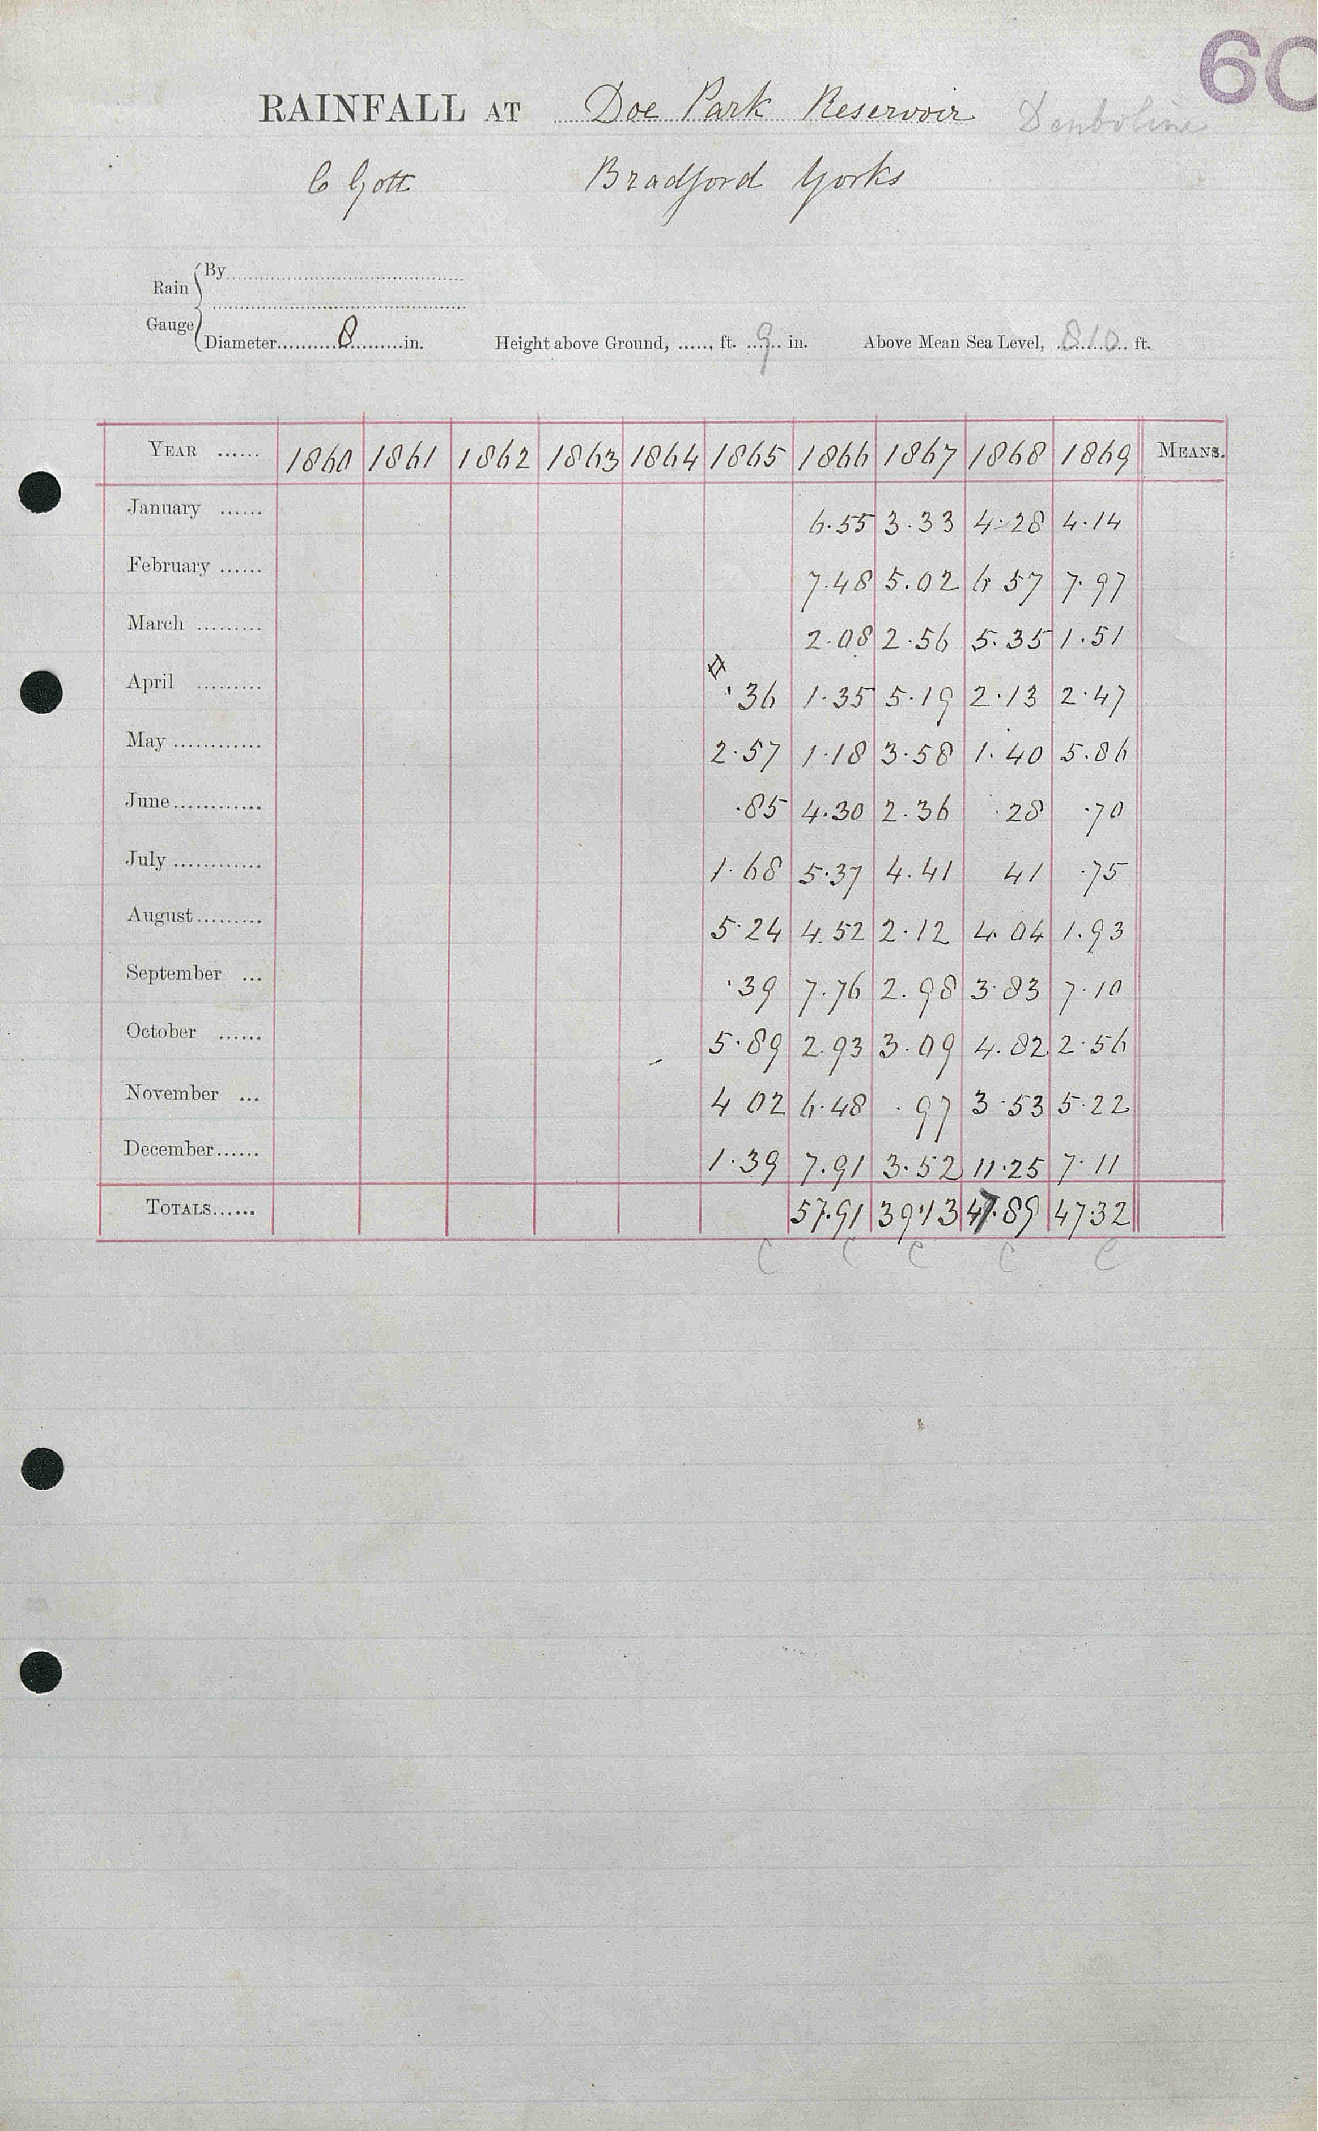 60
RAINFALL AT Doe Park Reservoir
C Gott Bradford Yorks
Rain Gauge { By
Diameter 8 in. Height above Ground, ft. 9 in. Above Mean Sea Level, 810 ft.
YEAR 1860 1861 1862 1863 1864 1865 1866 1867 1868 1869 MEANS.
January 6.55 3.33 4.28 4.14
February 7.48 5.02 6 57 7.97
March 2.08 2.56 5.35 1.51
April .36 1.35 5.19 2.13 2.47
May 2.57 1.18 3.58 1.40 5.86
June .85 4.30 2.36 .28 .70
July 1.68 5.37 4.41 41 .75
August 5.24 4.52 2.12 4.04 1.93
September .39 7.76 2.98 3.83 7.10
October 5.89 2.93 3.09 4.82 2.56
November 4 02 6.48 .97 3.53 5.22
December 1.39 7.91 3.52 11.25 7.11
TOTALS 57.91 39.13 47.89 47.32
C C C C C